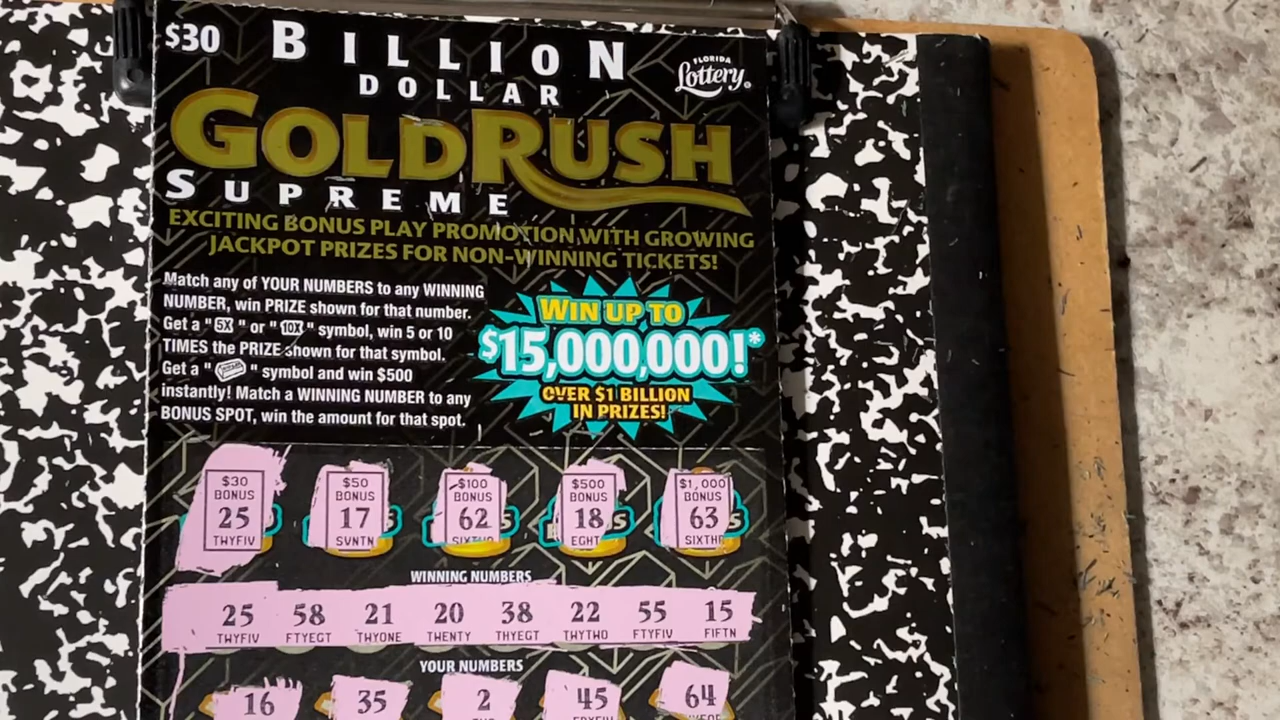 $30 BILLION
DOLLAR
FLORIDA
Lottery
GOLDRUSH
SUPREME
EXCITING BONUS PLAY PROMOTION WITH GROWING
JACKPOT PRIZES FOR NON-WINNING TICKETS!
Match any of YOUR NUMBERS to any WINNING
NUMBER, win PRIZE shown for that number.
Get a "5X" or "10X" symbol, win 5 or 10
TIMES the PRIZE shown for that symbol.
Get a " " symbol and win $500
instantly! Match a WINNING NUMBER to any
BONUS SPOT, win the amount for that spot.
WIN UP TO
$15,000,000!*
OVER $1 BILLION
IN PRIZES!
$30 $50 $100 $500 $1,000
BONUS BONUS BONUS BONUS BONUS
25 17 62 18 63
TWYFIV SVNTN EGHT SIXTHR
WINNING NUMBERS
25 58 21 20 38 22 55 15
TWYFIV FTYEGT TWYONE TWENTY THYEGT TWYTWO FTYFIV FIFTN
YOUR NUMBERS
16 35 2 45 64